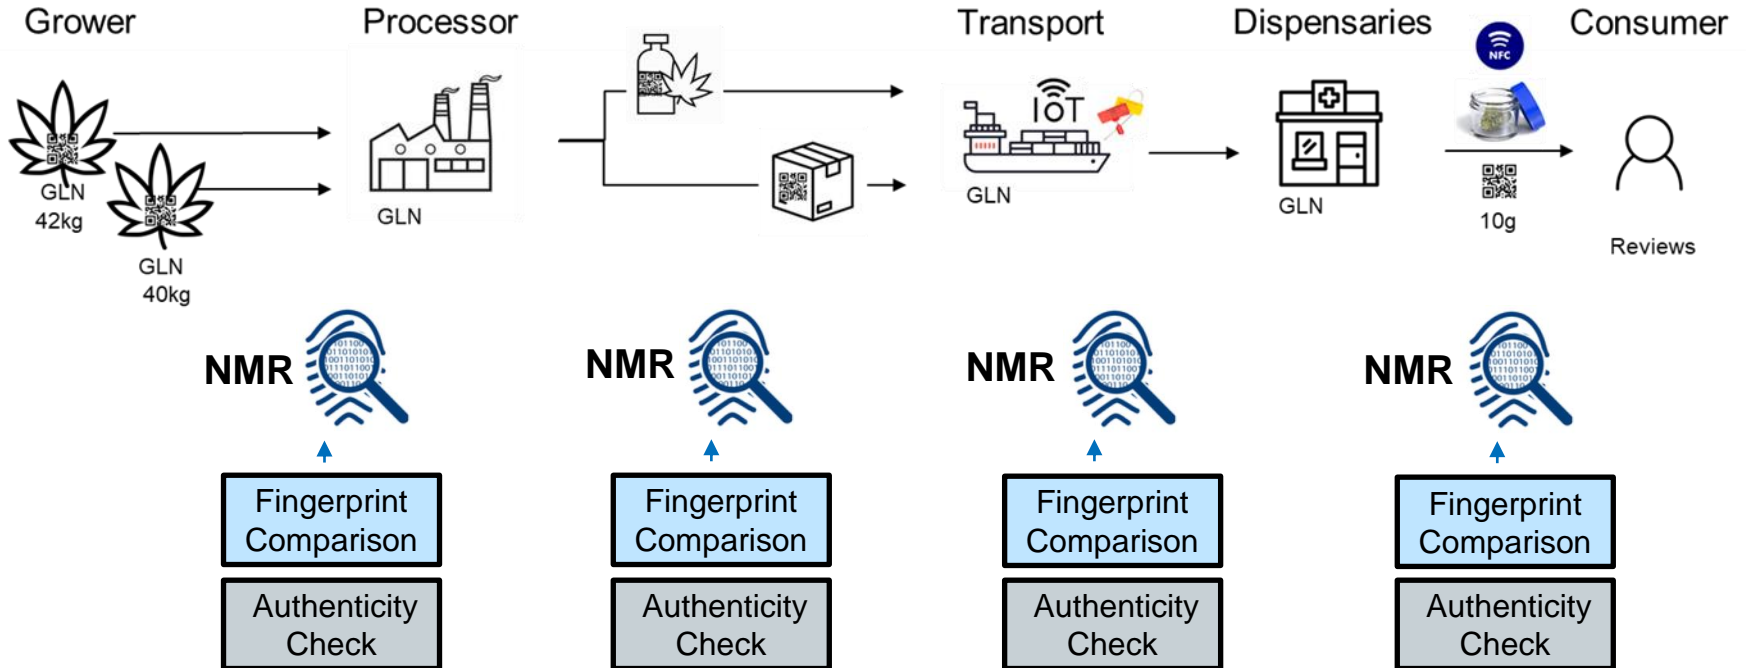 Grower
Processor
Transport
Dispensaries
Consumer
NFC
IoT
GLN
42kg
GLN
40kg
GLN
GLN
GLN
10g
Reviews
NMR
NMR
NMR
NMR
Fingerprint
Comparison
Fingerprint
Comparison
Fingerprint
Comparison
Fingerprint
Comparison
Authenticity
Check
Authenticity
Check
Authenticity
Check
Authenticity
Check